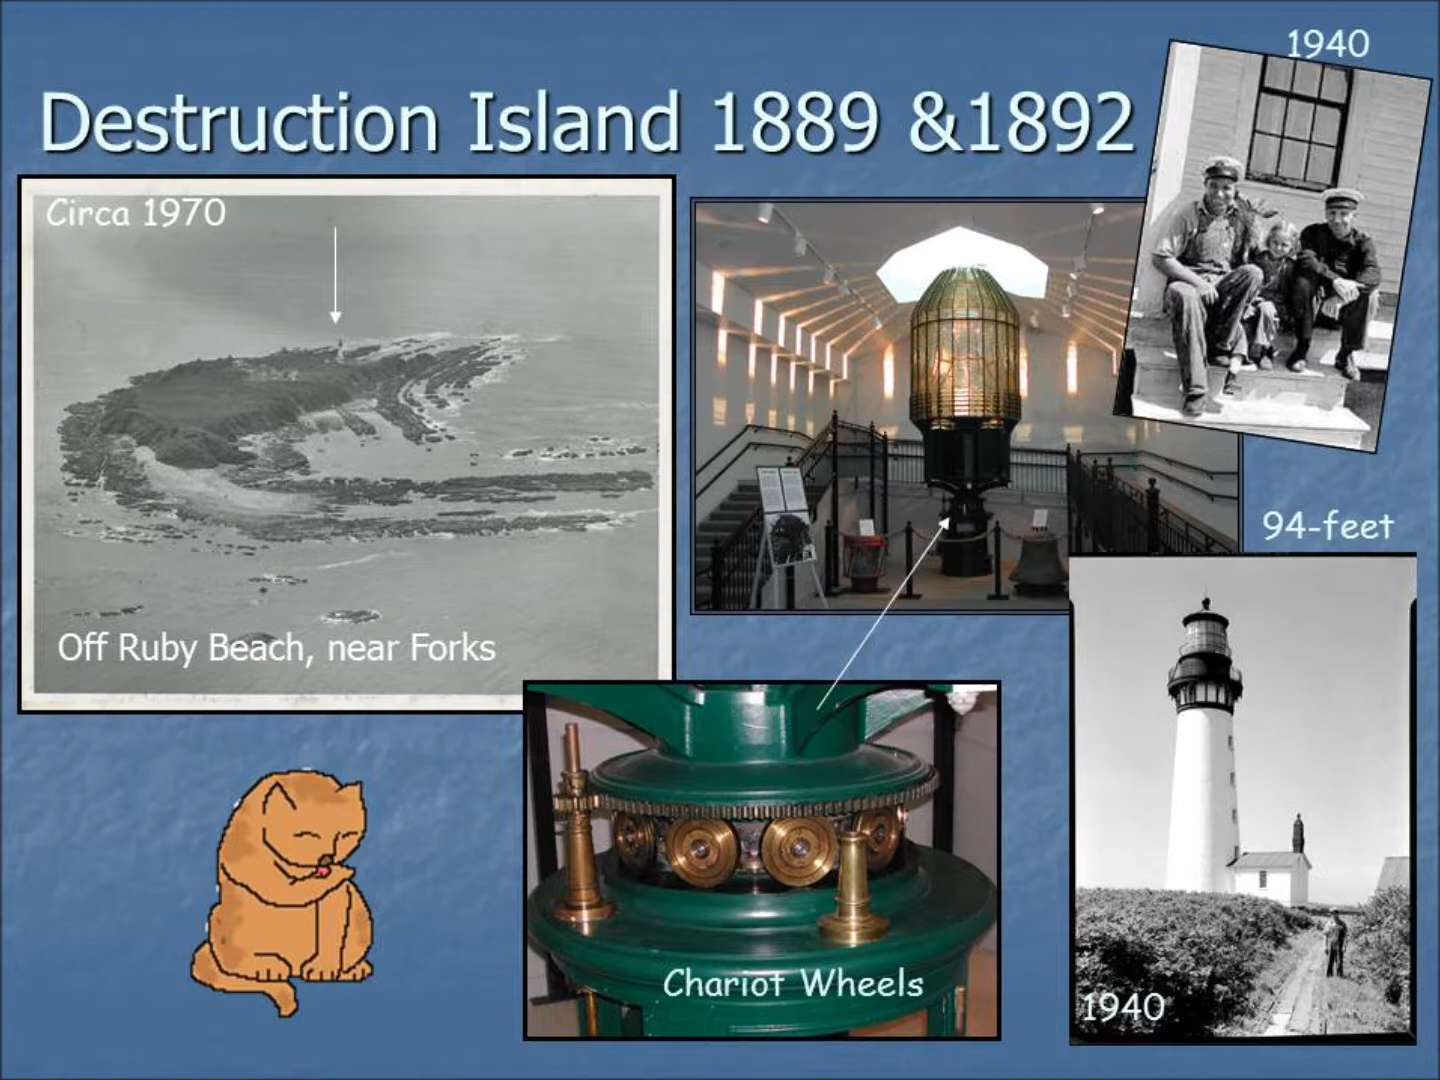 1940
Destruction Island 1889 &1892
Circa 1970
Off Ruby Beach, near Forks
94-feet
Chariot Wheels
1940